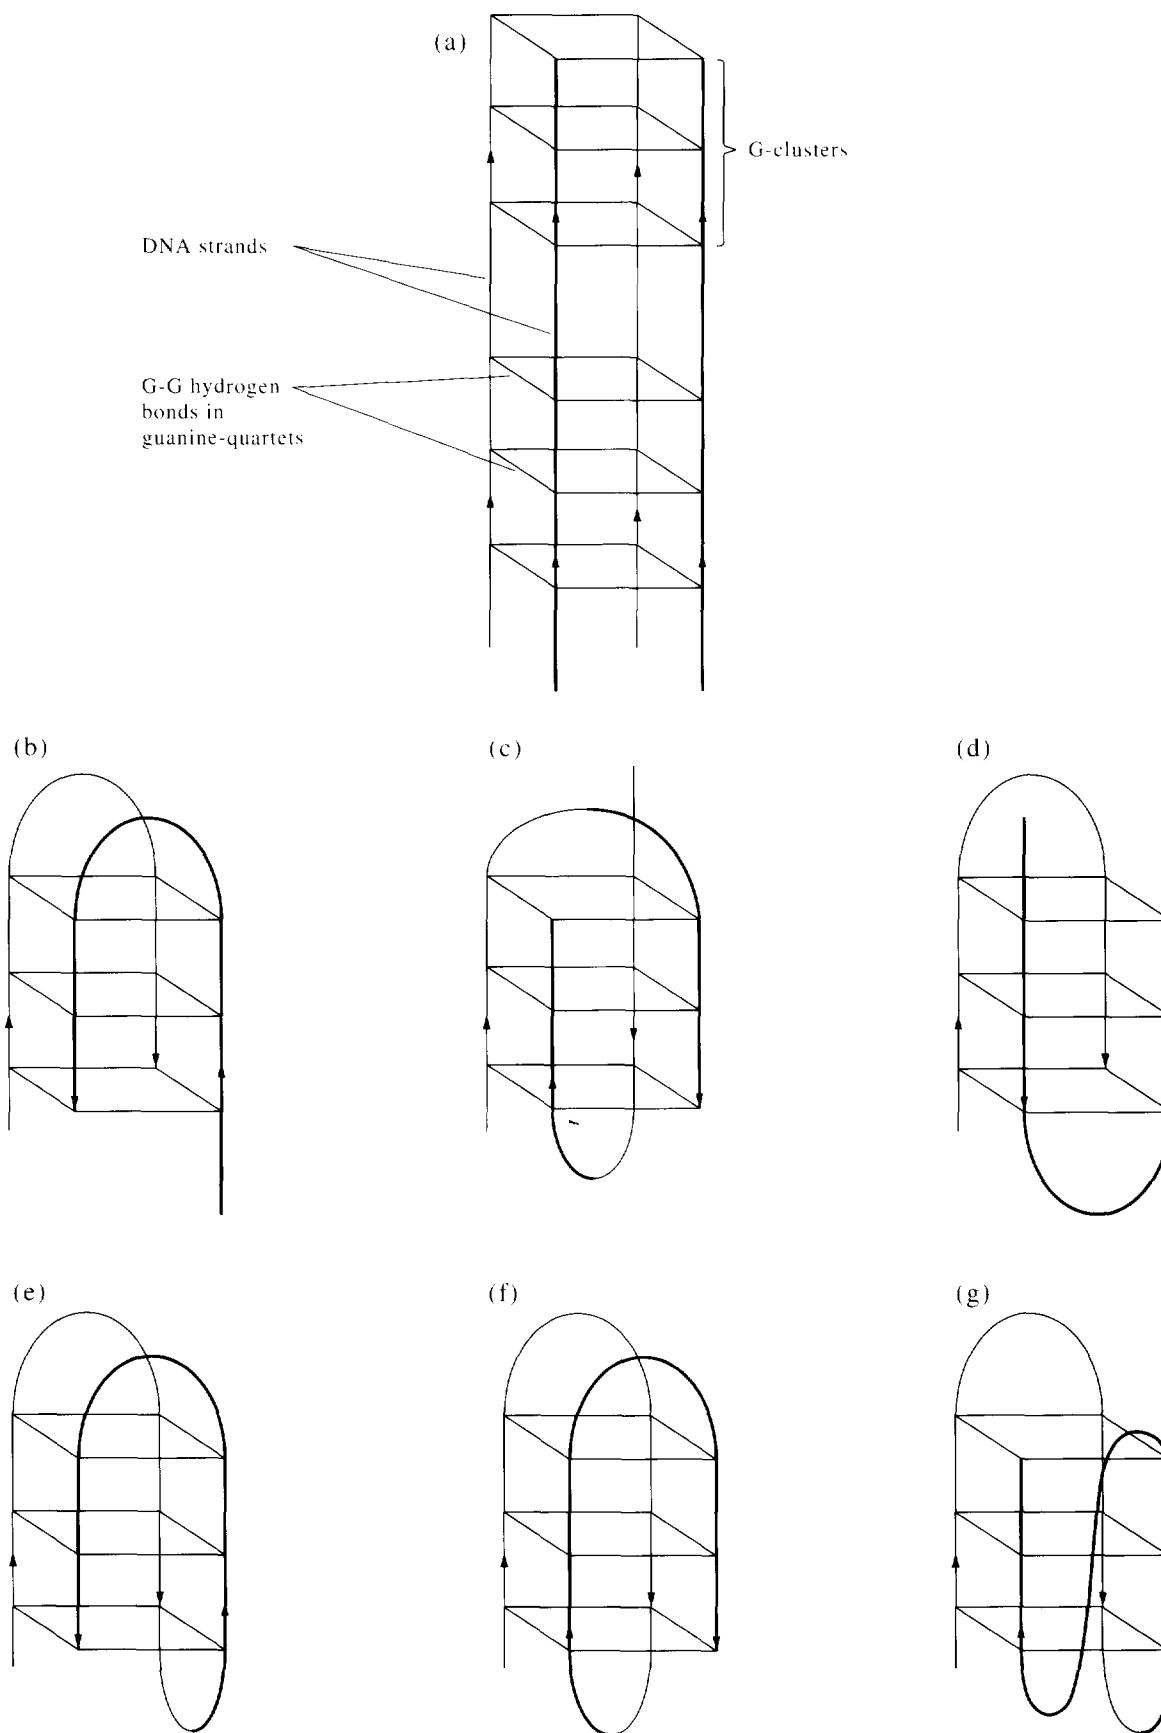 (a)
G-clusters
DNA strands
G-G hydrogen
bonds in
guanine-quartets
(b)
(c)
(d)
(e)
(f)
(g)